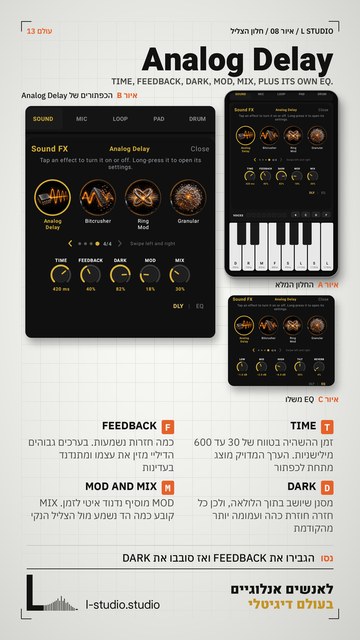 L STUDIO / איור 08 / חלון הצליל
עולם 13
Analog Delay
TIME, FEEDBACK, DARK, MOD, MIX, PLUS ITS OWN EQ.
איור B הכפתורים של Analog Delay
SOUND MIC LOOP PAD DRUM
Sound FX Analog Delay Close
Tap an effect to turn it on or off. Long-press it to open its
settings.
Analog
Delay
Bitcrusher
Ring
Mod
Granular
4/4 Swipe left and right
TIME FEEDBACK DARK MOD MIX
420 ms 40% 82% 18% 30%
DLY EQ
איור A החלון המלא
איור C EQ משלו
T TIME
זמן ההשהיה בטווח של 30 עד 600
מילישניות. הערך המדויק מוצג
מתחת לכפתור
F FEEDBACK
כמה חזרות נשמעות. בערכים גבוהים
הדיליי מזין את עצמו ומתנדנד
בעדינות
D DARK
מסנן שיושב בתוך הלולאה, ולכן כל
חזרה חוזרת כהה ועמומה יותר
מהקודמת
M MOD AND MIX
MOD מוסיף נדנוד איטי לזמן. MIX
קובע כמה הד נשמע מול הצליל הנקי
נסו הגבירו את FEEDBACK ואז סובבו את DARK
לאנשים אנלוגיים
בעולם דיגיטלי
L
l-studio.studio